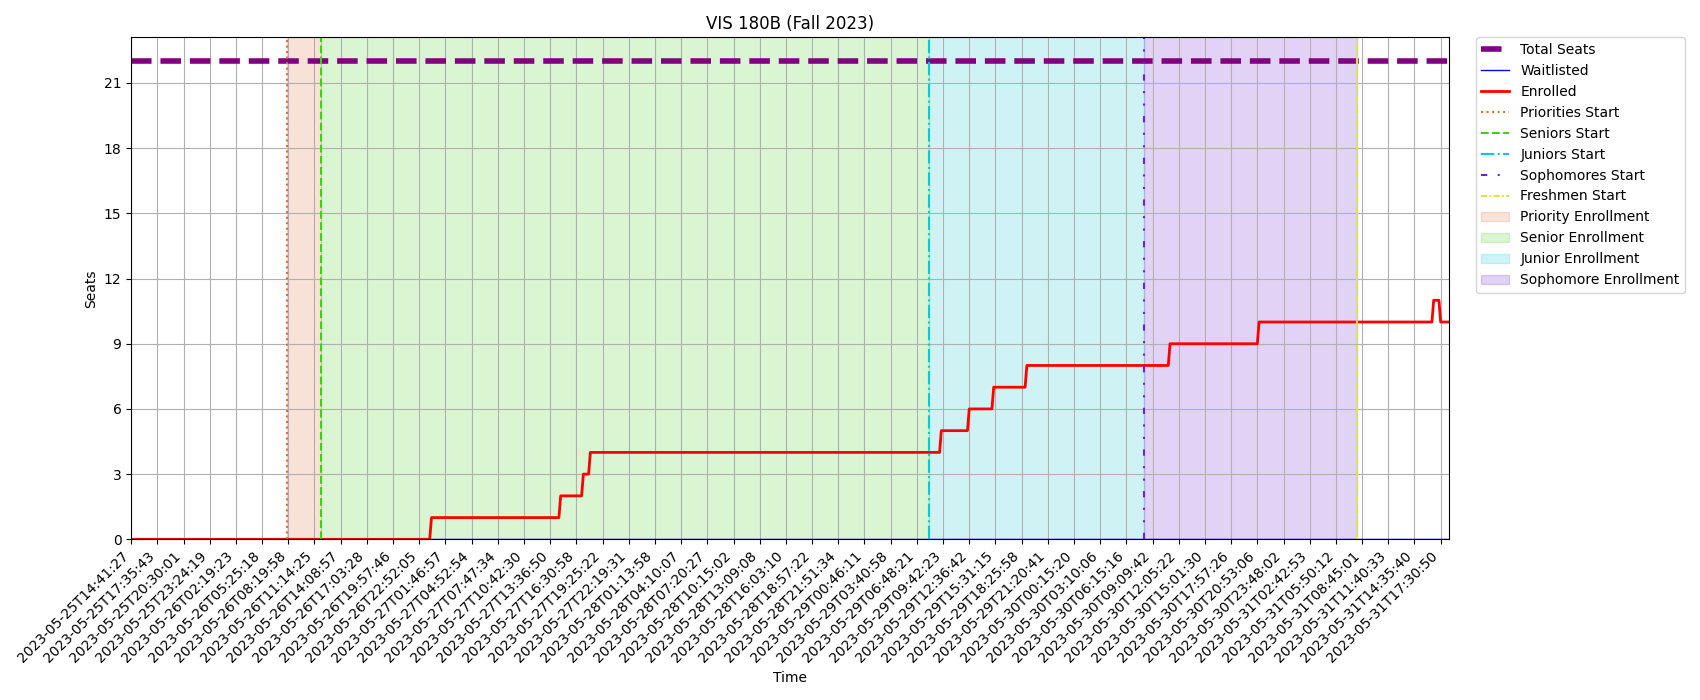 VIS 180B (Fall 2023)
Total Seats
Waitlisted
Enrolled
Priorities Start
Seniors Start
Juniors Start
Sophomores Start
Freshmen Start
Priority Enrollment
Senior Enrollment
Junior Enrollment
Sophomore Enrollment
Seats
21
18
15
12
9
6
3
0
2023-05-25T14:41:27
2023-05-25T17:35:43
2023-05-25T20:30:01
2023-05-25T23:24:19
2023-05-26T02:19:23
2023-05-26T05:25:18
2023-05-26T08:19:58
2023-05-26T11:14:25
2023-05-26T14:08:57
2023-05-26T17:03:28
2023-05-26T19:57:46
2023-05-26T22:52:05
2023-05-27T01:46:57
2023-05-27T04:52:54
2023-05-27T07:47:34
2023-05-27T10:42:30
2023-05-27T13:36:50
2023-05-27T16:30:58
2023-05-27T19:25:22
2023-05-27T22:19:31
2023-05-28T01:13:58
2023-05-28T04:10:07
2023-05-28T07:20:27
2023-05-28T10:15:02
2023-05-28T13:09:08
2023-05-28T16:03:10
2023-05-28T18:57:22
2023-05-28T21:51:34
2023-05-29T00:46:11
2023-05-29T03:40:58
2023-05-29T06:48:21
2023-05-29T09:42:23
2023-05-29T12:36:42
2023-05-29T15:31:15
2023-05-29T18:25:58
2023-05-29T21:20:41
2023-05-30T00:15:20
2023-05-30T03:10:06
2023-05-30T06:15:16
2023-05-30T09:09:42
2023-05-30T12:05:22
2023-05-30T15:01:30
2023-05-30T17:57:26
2023-05-30T20:53:06
2023-05-30T23:48:02
2023-05-31T02:42:53
2023-05-31T05:50:12
2023-05-31T08:45:01
2023-05-31T11:40:33
2023-05-31T14:35:40
2023-05-31T17:30:50
Time